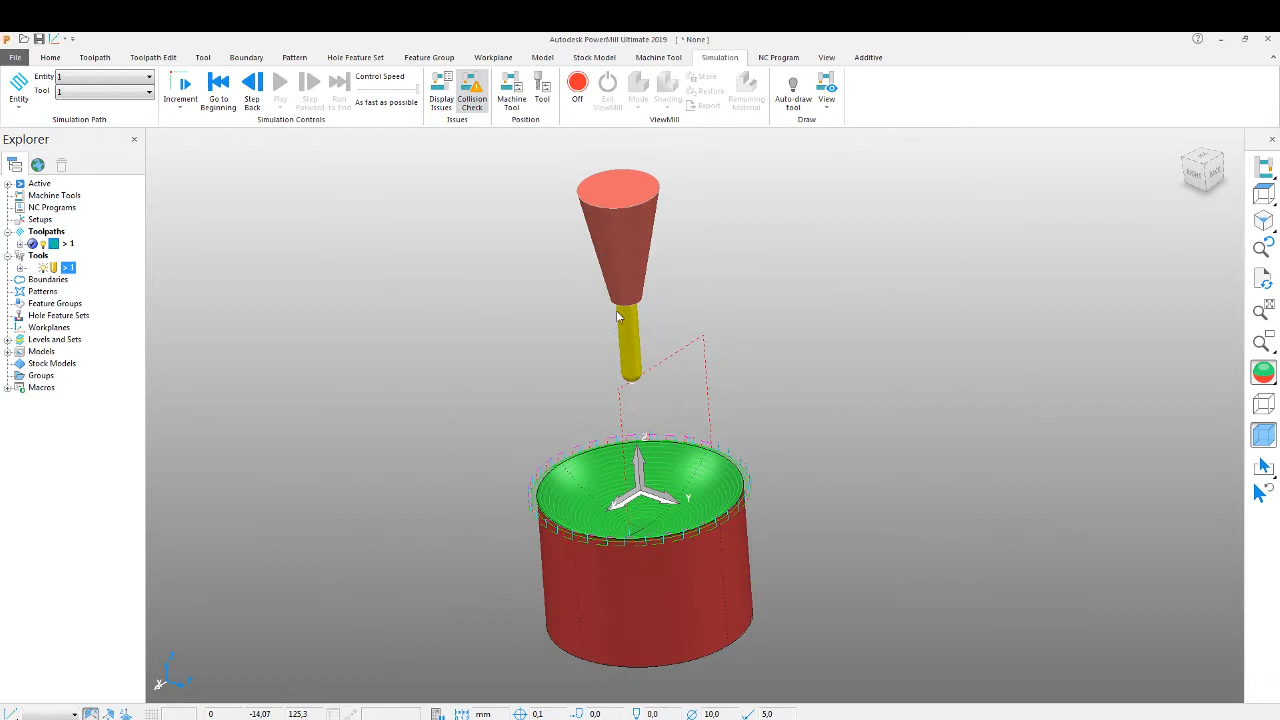 Autodesk PowerMill Ultimate 2019 [ * None ]
File Home Toolpath Toolpath Edit Tool Boundary Pattern Hole Feature Set Feature Group Workplane Model Stock Model Machine Tool Simulation NC Program View Additive
Entity
Entity 1
Tool 1
Simulation Path
Increment
Go to Beginning
Step Back
Play
Step Forward
Run to End
Control Speed
As fast as possible
Simulation Controls
Display Issues
Collision Check
Issues
Machine Tool
Tool
Position
Off
Exit ViewMill
Mode
Shading
Store
Restore
Export
Remaining Material
ViewMill
Auto-draw tool
View
Draw
Explorer
Active
Machine Tools
NC Programs
Setups
Toolpaths
> 1
Tools
> 1
Boundaries
Patterns
Feature Groups
Hole Feature Sets
Workplanes
Levels and Sets
Models
Stock Models
Groups
Macros
RIGHT BACK
Z
Y
0 -14,07 125,3 mm 0,1 0,0 0,0 10,0 5,0